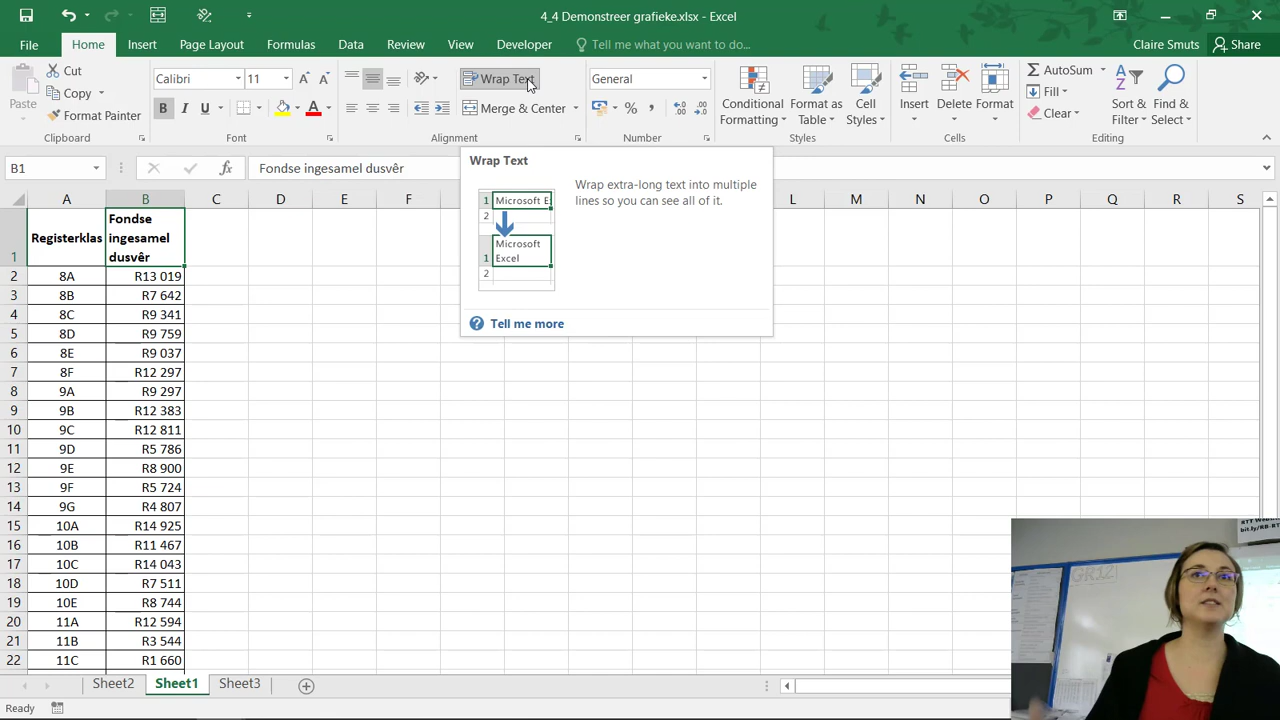 4_4 Demonstreer grafieke.xlsx - Excel
File Home Insert Page Layout Formulas Data Review View Developer Tell me what you want to do... Claire Smuts Share
Paste
Cut
Copy
Format Painter
Clipboard
Calibri 11
B I U
Font
Wrap Text
Merge & Center
Alignment
General
%
Number
Conditional Formatting
Format as Table
Cell Styles
Styles
Insert Delete Format
Cells
AutoSum
Fill
Clear
Sort & Filter
Find & Select
Editing
B1 fx Fondse ingesamel dusvêr
Wrap Text
Wrap extra-long text into multiple
lines so you can see all of it.
1 Microsoft E
2
Microsoft
1 Excel
2
Tell me more
A B C D E F L M N O P Q R S
1 Registerklas Fondse ingesamel dusvêr
2 8A R13 019
3 8B R7 642
4 8C R9 341
5 8D R9 759
6 8E R9 037
7 8F R12 297
8 9A R9 297
9 9B R12 383
10 9C R12 811
11 9D R5 786
12 9E R8 900
13 9F R5 724
14 9G R4 807
15 10A R14 925
16 10B R11 467
17 10C R14 043
18 10D R7 511
19 10E R8 744
20 11A R12 594
21 11B R3 544
22 11C R1 660
GR12
Sheet2 Sheet1 Sheet3
Ready